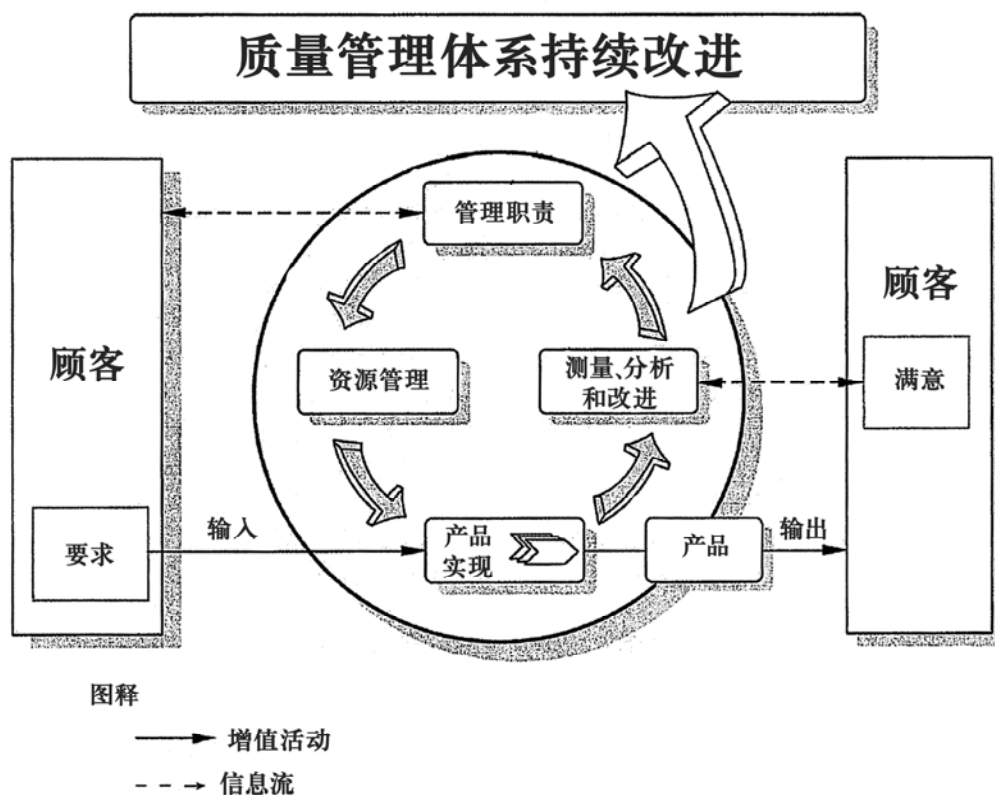 质量管理体系持续改进
管理职责
顾客
顾客
资源管理
测量、分析
和改进
满意
要求
输入
产品
实现
产品
输出
图释
增值活动
信息流